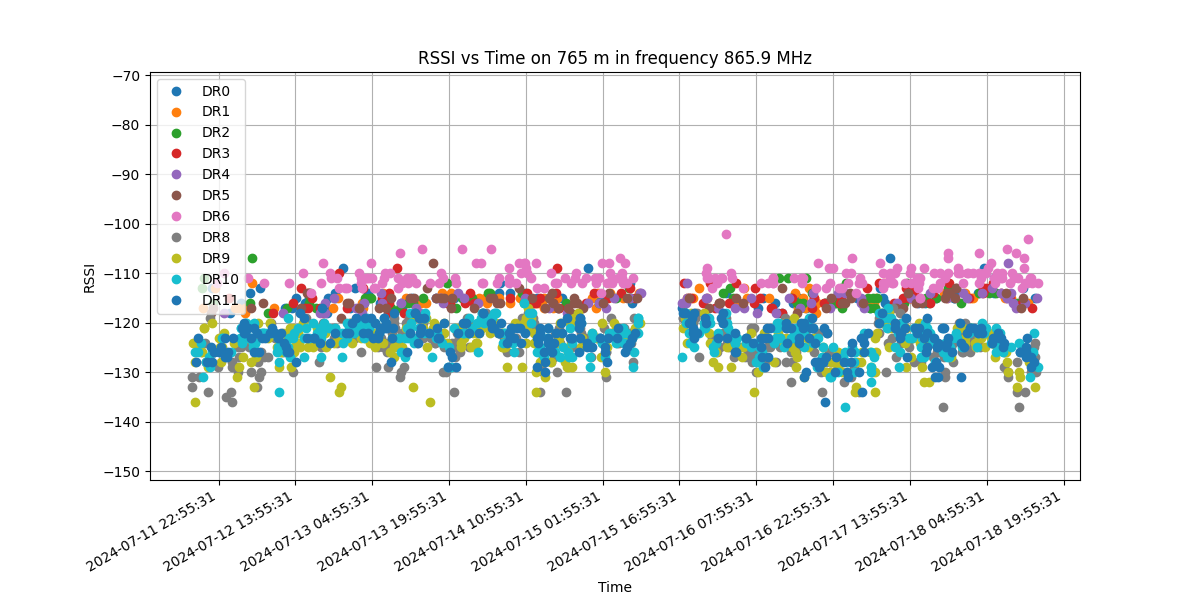 RSSI vs Time on 765 m in frequency 865.9 MHz
−70
−80
−90
−100
−110
−120
−130
−140
−150
RSSI
DR0
DR1
DR2
DR3
DR4
DR5
DR6
DR8
DR9
DR10
DR11
2024-07-11 22:55:31
2024-07-12 13:55:31
2024-07-13 04:55:31
2024-07-13 19:55:31
2024-07-14 10:55:31
2024-07-15 01:55:31
2024-07-15 16:55:31
2024-07-16 07:55:31
2024-07-16 22:55:31
2024-07-17 13:55:31
2024-07-18 04:55:31
2024-07-18 19:55:31
Time